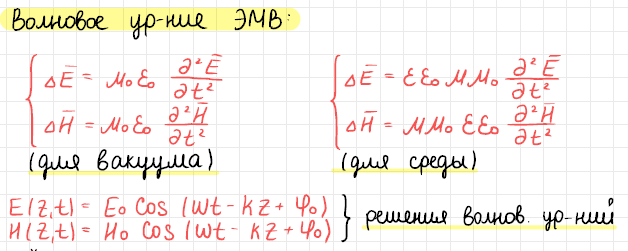 Волновое ур-ние ЭМВ:
ΔĒ = μ₀ε₀ ∂²Ē/∂t²    ΔĒ = εε₀μμ₀ ∂²Ē/∂t²
ΔH̄ = μ₀ε₀ ∂²H̄/∂t²    ΔH̄ = μμ₀εε₀ ∂²H̄/∂t²
(для вакуума)    (для среды)
E(z,t) = E₀ cos (ωt - kz + φ₀) } решения волнов. ур-ний
H(z,t) = H₀ cos (ωt - kz + φ₀)